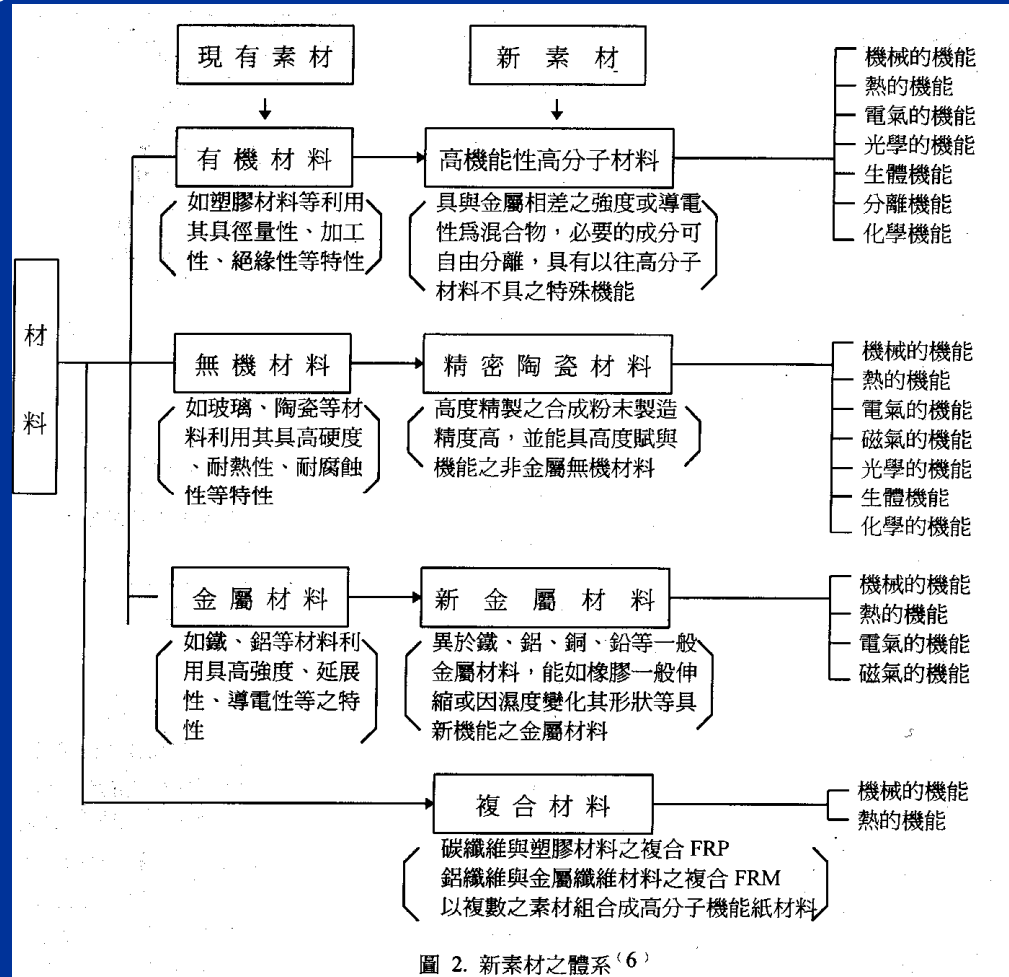 現有素材
新素材
有機材料
如塑膠材料等利用
其具徑量性、加工
性、絕緣性等特性
高機能性高分子材料
具與金屬相差之強度或導電
性為混合物，必要的成分可
自由分離，具有以往高分子
材料不具之特殊機能
機械的機能
熱的機能
電氣的機能
光學的機能
生體機能
分離機能
化學機能
材料
無機材料
如玻璃、陶瓷等材
料利用其具高硬度
、耐熱性、耐腐蝕
性等特性
精密陶瓷材料
高度精製之合成粉末製造
精度高，並能具高度賦與
機能之非金屬無機材料
機械的機能
熱的機能
電氣的機能
磁氣的機能
光學的機能
生體機能
化學的機能
金屬材料
如鐵、鋁等材料利
用具高強度、延展
性、導電性等之特
性
新金屬材料
異於鐵、鋁、銅、鉛等一般
金屬材料，能如橡膠一般伸
縮或因濕度變化其形狀等具
新機能之金屬材料
機械的機能
熱的機能
電氣的機能
磁氣的機能
複合材料
碳纖維與塑膠材料之複合 FRP
鋁纖維與金屬纖維材料之複合 FRM
以複數之素材組合成高分子機能紙材料
機械的機能
熱的機能
圖 2. 新素材之體系(6)